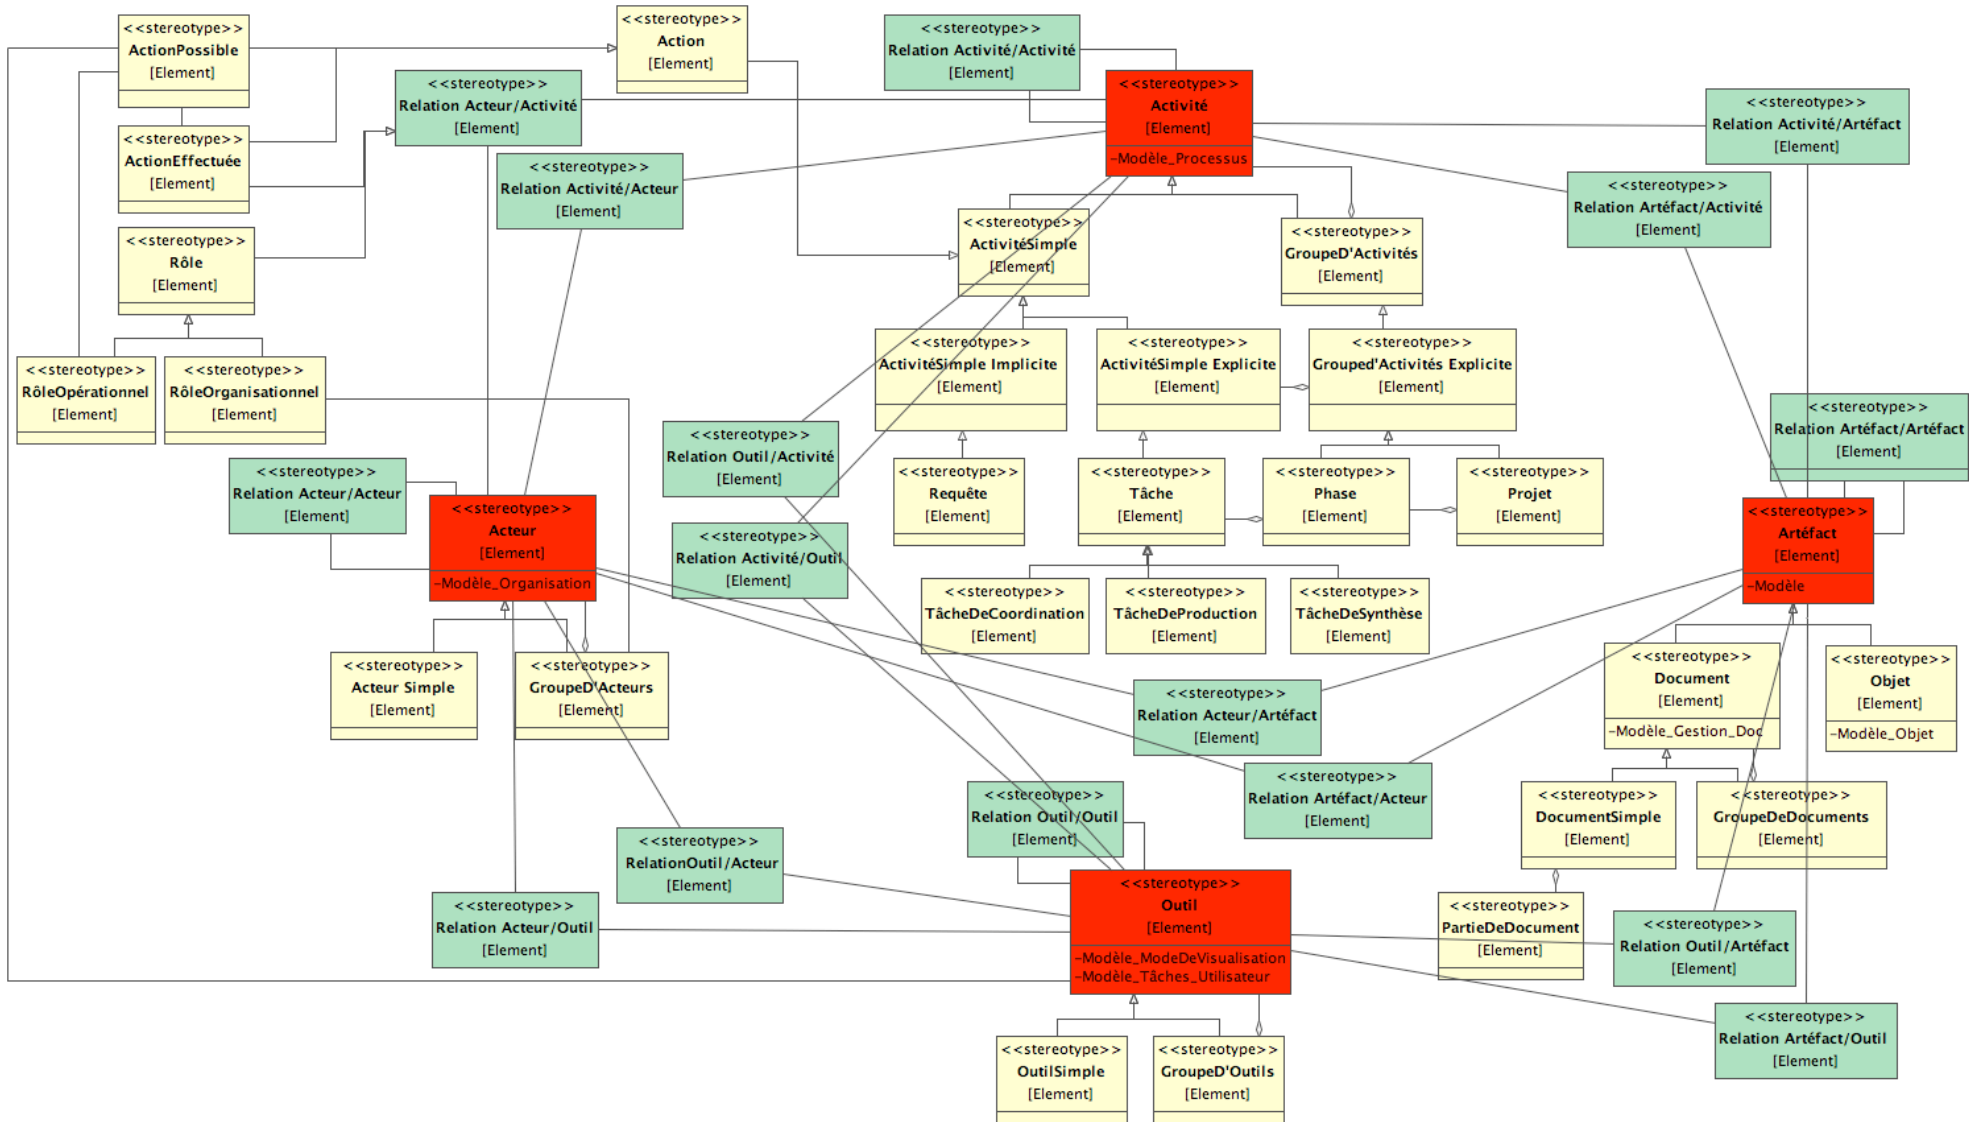 <<stereotype>>
ActionPossible
[Element]
<<stereotype>>
Action
[Element]
<<stereotype>>
Relation Activité/Activité
[Element]
<<stereotype>>
Relation Acteur/Activité
[Element]
<<stereotype>>
Activité
[Element]
-Modèle_Processus
<<stereotype>>
Relation Activité/Artéfact
[Element]
<<stereotype>>
ActionEffectuée
[Element]
<<stereotype>>
Relation Activité/Acteur
[Element]
<<stereotype>>
Relation Artéfact/Activité
[Element]
<<stereotype>>
Rôle
[Element]
<<stereotype>>
ActivitéSimple
[Element]
<<stereotype>>
GroupeD'Activités
[Element]
<<stereotype>>
RôleOpérationnel
[Element]
<<stereotype>>
RôleOrganisationnel
[Element]
<<stereotype>>
ActivitéSimple Implicite
[Element]
<<stereotype>>
ActivitéSimple Explicite
[Element]
<<stereotype>>
Grouped'Activités Explicite
[Element]
<<stereotype>>
Relation Outil/Activité
[Element]
<<stereotype>>
Relation Artéfact/Artéfact
[Element]
<<stereotype>>
Relation Acteur/Acteur
[Element]
<<stereotype>>
Requête
[Element]
<<stereotype>>
Tâche
[Element]
<<stereotype>>
Phase
[Element]
<<stereotype>>
Projet
[Element]
<<stereotype>>
Acteur
[Element]
-Modèle_Organisation
<<stereotype>>
Relation Activité/Outil
[Element]
<<stereotype>>
Artéfact
[Element]
-Modèle
<<stereotype>>
TâcheDeCoordination
[Element]
<<stereotype>>
TâcheDeProduction
[Element]
<<stereotype>>
TâcheDeSynthèse
[Element]
<<stereotype>>
Acteur Simple
[Element]
<<stereotype>>
GroupeD'Acteurs
[Element]
<<stereotype>>
Relation Acteur/Artéfact
[Element]
<<stereotype>>
Document
[Element]
-Modèle_Gestion_Doc
<<stereotype>>
Objet
[Element]
-Modèle_Objet
<<stereotype>>
Relation Artéfact/Acteur
[Element]
<<stereotype>>
Relation Outil/Outil
[Element]
<<stereotype>>
DocumentSimple
[Element]
<<stereotype>>
GroupeDeDocuments
[Element]
<<stereotype>>
RelationOutil/Acteur
[Element]
<<stereotype>>
Relation Acteur/Outil
[Element]
<<stereotype>>
Outil
[Element]
-Modèle_ModeDeVisualisation
-Modèle_Tâches_Utilisateur
<<stereotype>>
PartieDeDocument
[Element]
<<stereotype>>
Relation Outil/Artéfact
[Element]
<<stereotype>>
Relation Artéfact/Outil
[Element]
<<stereotype>>
OutilSimple
[Element]
<<stereotype>>
GroupeD'Outils
[Element]